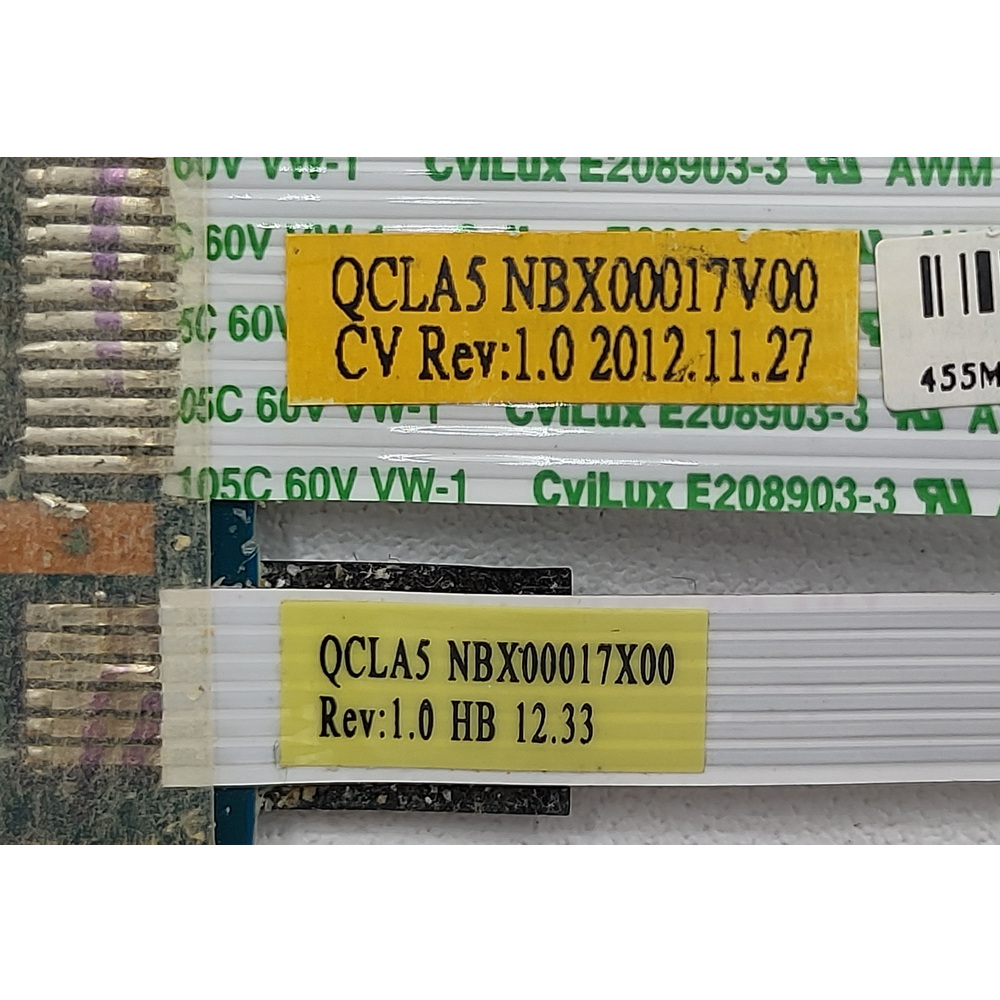 60V VW-1 CviLux E208903-3 AWM
C 60V VW-1
QCLA5 NBX00017V00
CV Rev:1.0 2012.11.27
5C 60V
455M
05C 60V VW-1 CviLux E208903-3
105C 60V VW-1 CviLux E208903-3
QCLA5 NBX00017X00
Rev:1.0 HB 12.33